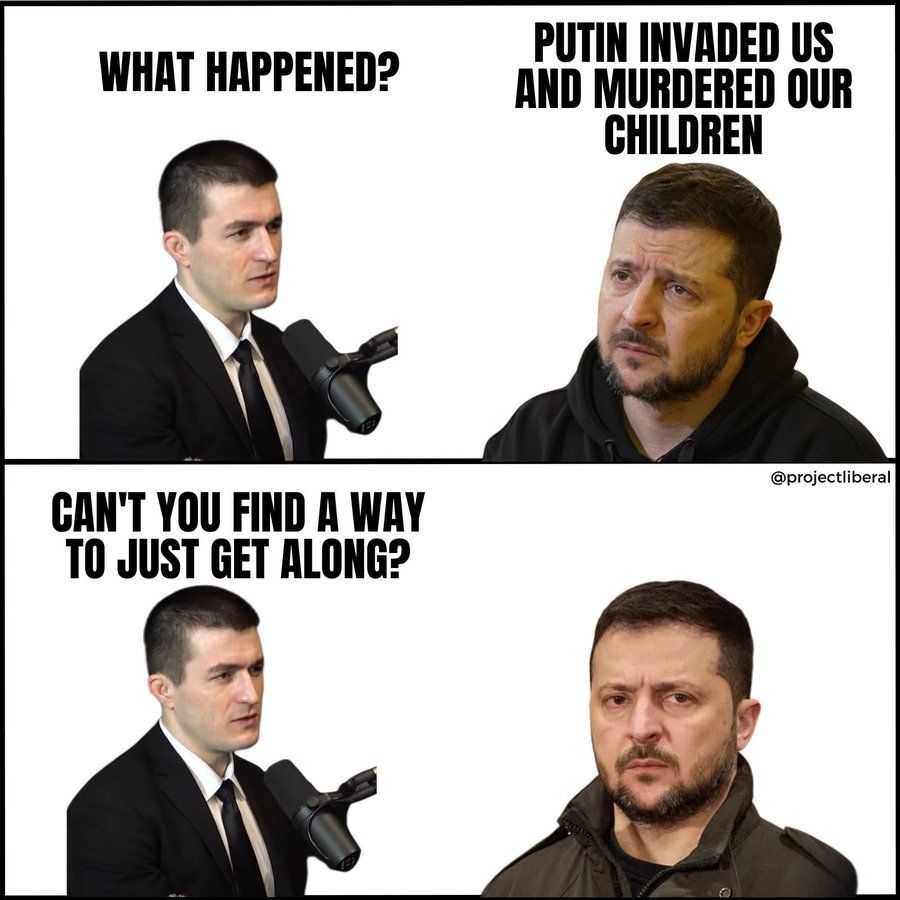 WHAT HAPPENED?
PUTIN INVADED US
AND MURDERED OUR
CHILDREN
@projectliberal
CAN'T YOU FIND A WAY
TO JUST GET ALONG?